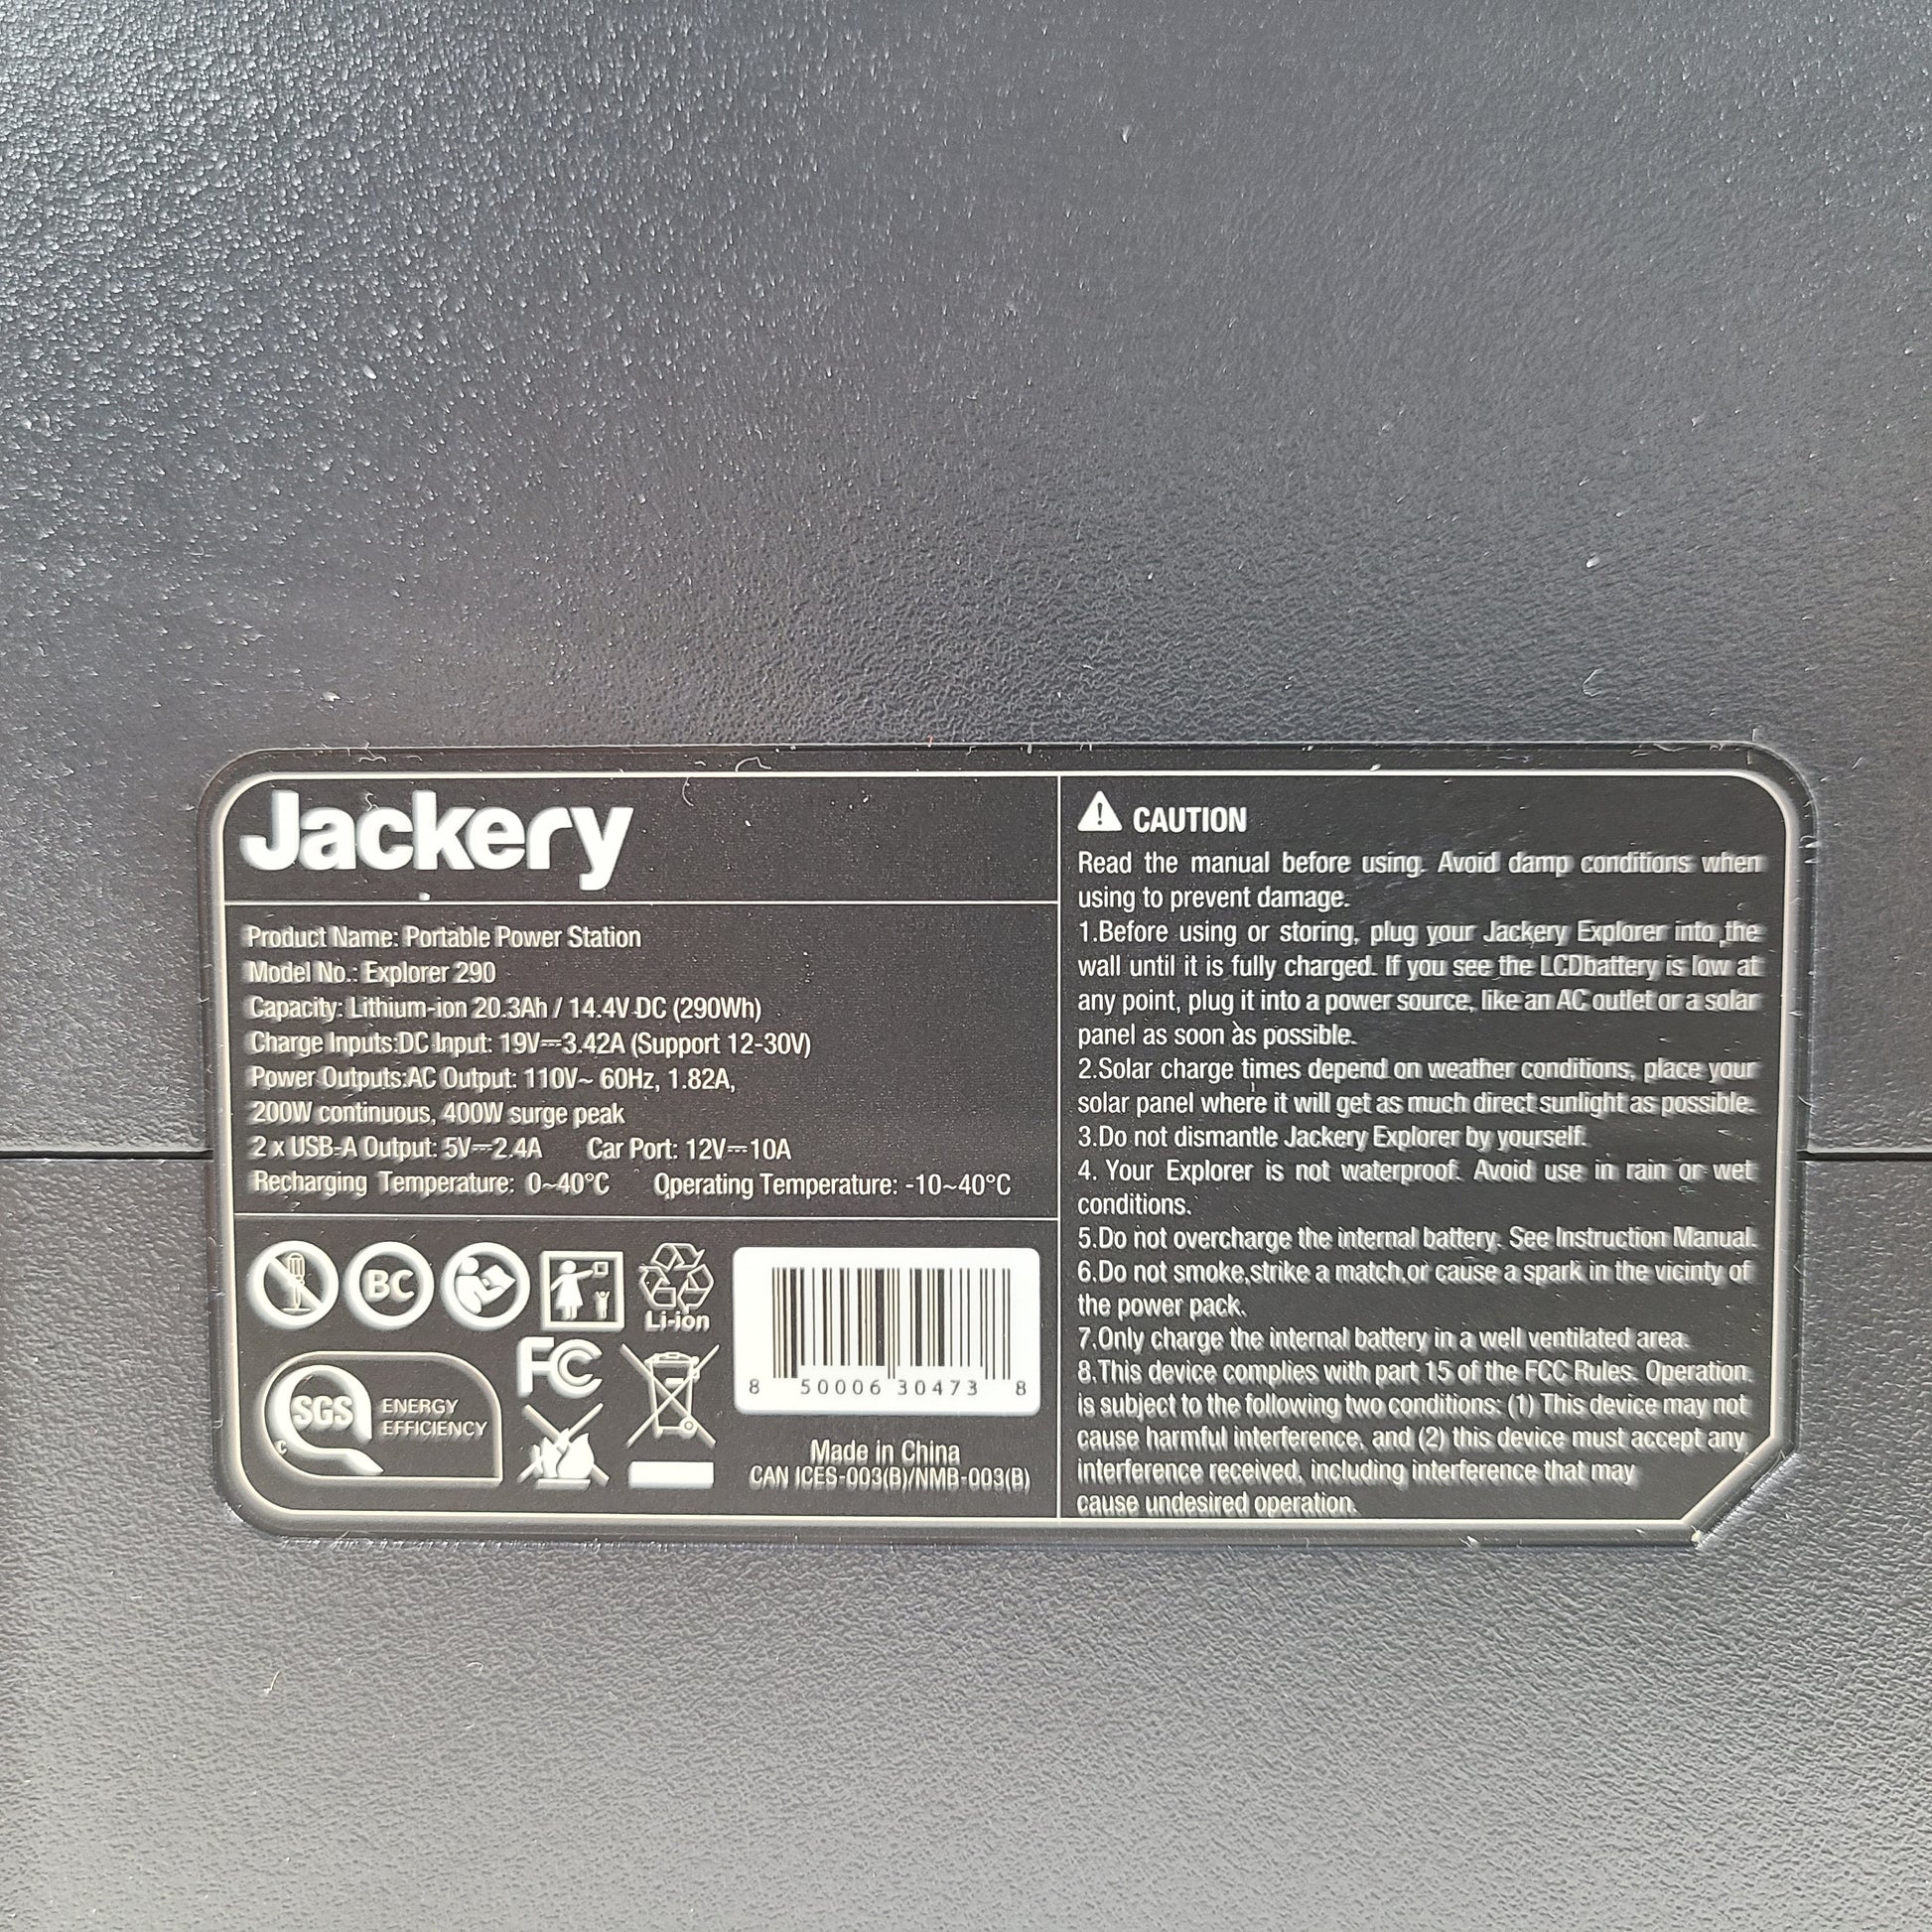 Jackery
Product Name: Portable Power Station
Model No.: Explorer 290
Capacity: Lithium-ion 20.3Ah / 14.4V DC (290Wh)
Charge Inputs:DC Input: 19V⎓3.42A (Support 12-30V)
Power Outputs:AC Output: 110V~ 60Hz, 1.82A,
200W continuous, 400W surge peak
2 x USB-A Output: 5V⎓2.4A Car Port: 12V⎓10A
Recharging Temperature: 0~40°C Operating Temperature: -10~40°C
BC
Li-ion
FC
SGS
C
ENERGY
EFFICIENCY
8 50006 30473 8
Made in China
CAN ICES-003(B)/NMB-003(B)
CAUTION
Read the manual before using. Avoid damp conditions when
using to prevent damage.
1.Before using or storing, plug your Jackery Explorer into the
wall until it is fully charged. If you see the LCDbattery is low at
any point, plug it into a power source, like an AC outlet or a solar
panel as soon as possible.
2.Solar charge times depend on weather conditions, place your
solar panel where it will get as much direct sunlight as possible.
3.Do not dismantle Jackery Explorer by yourself.
4. Your Explorer is not waterproof. Avoid use in rain or wet
conditions.
5.Do not overcharge the internal battery. See Instruction Manual.
6.Do not smoke,strike a match,or cause a spark in the vicinty of
the power pack.
7.Only charge the internal battery in a well ventilated area.
8.This device complies with part 15 of the FCC Rules. Operation
is subject to the following two conditions: (1) This device may not
cause harmful interference, and (2) this device must accept any
interference received, including interference that may
cause undesired operation.